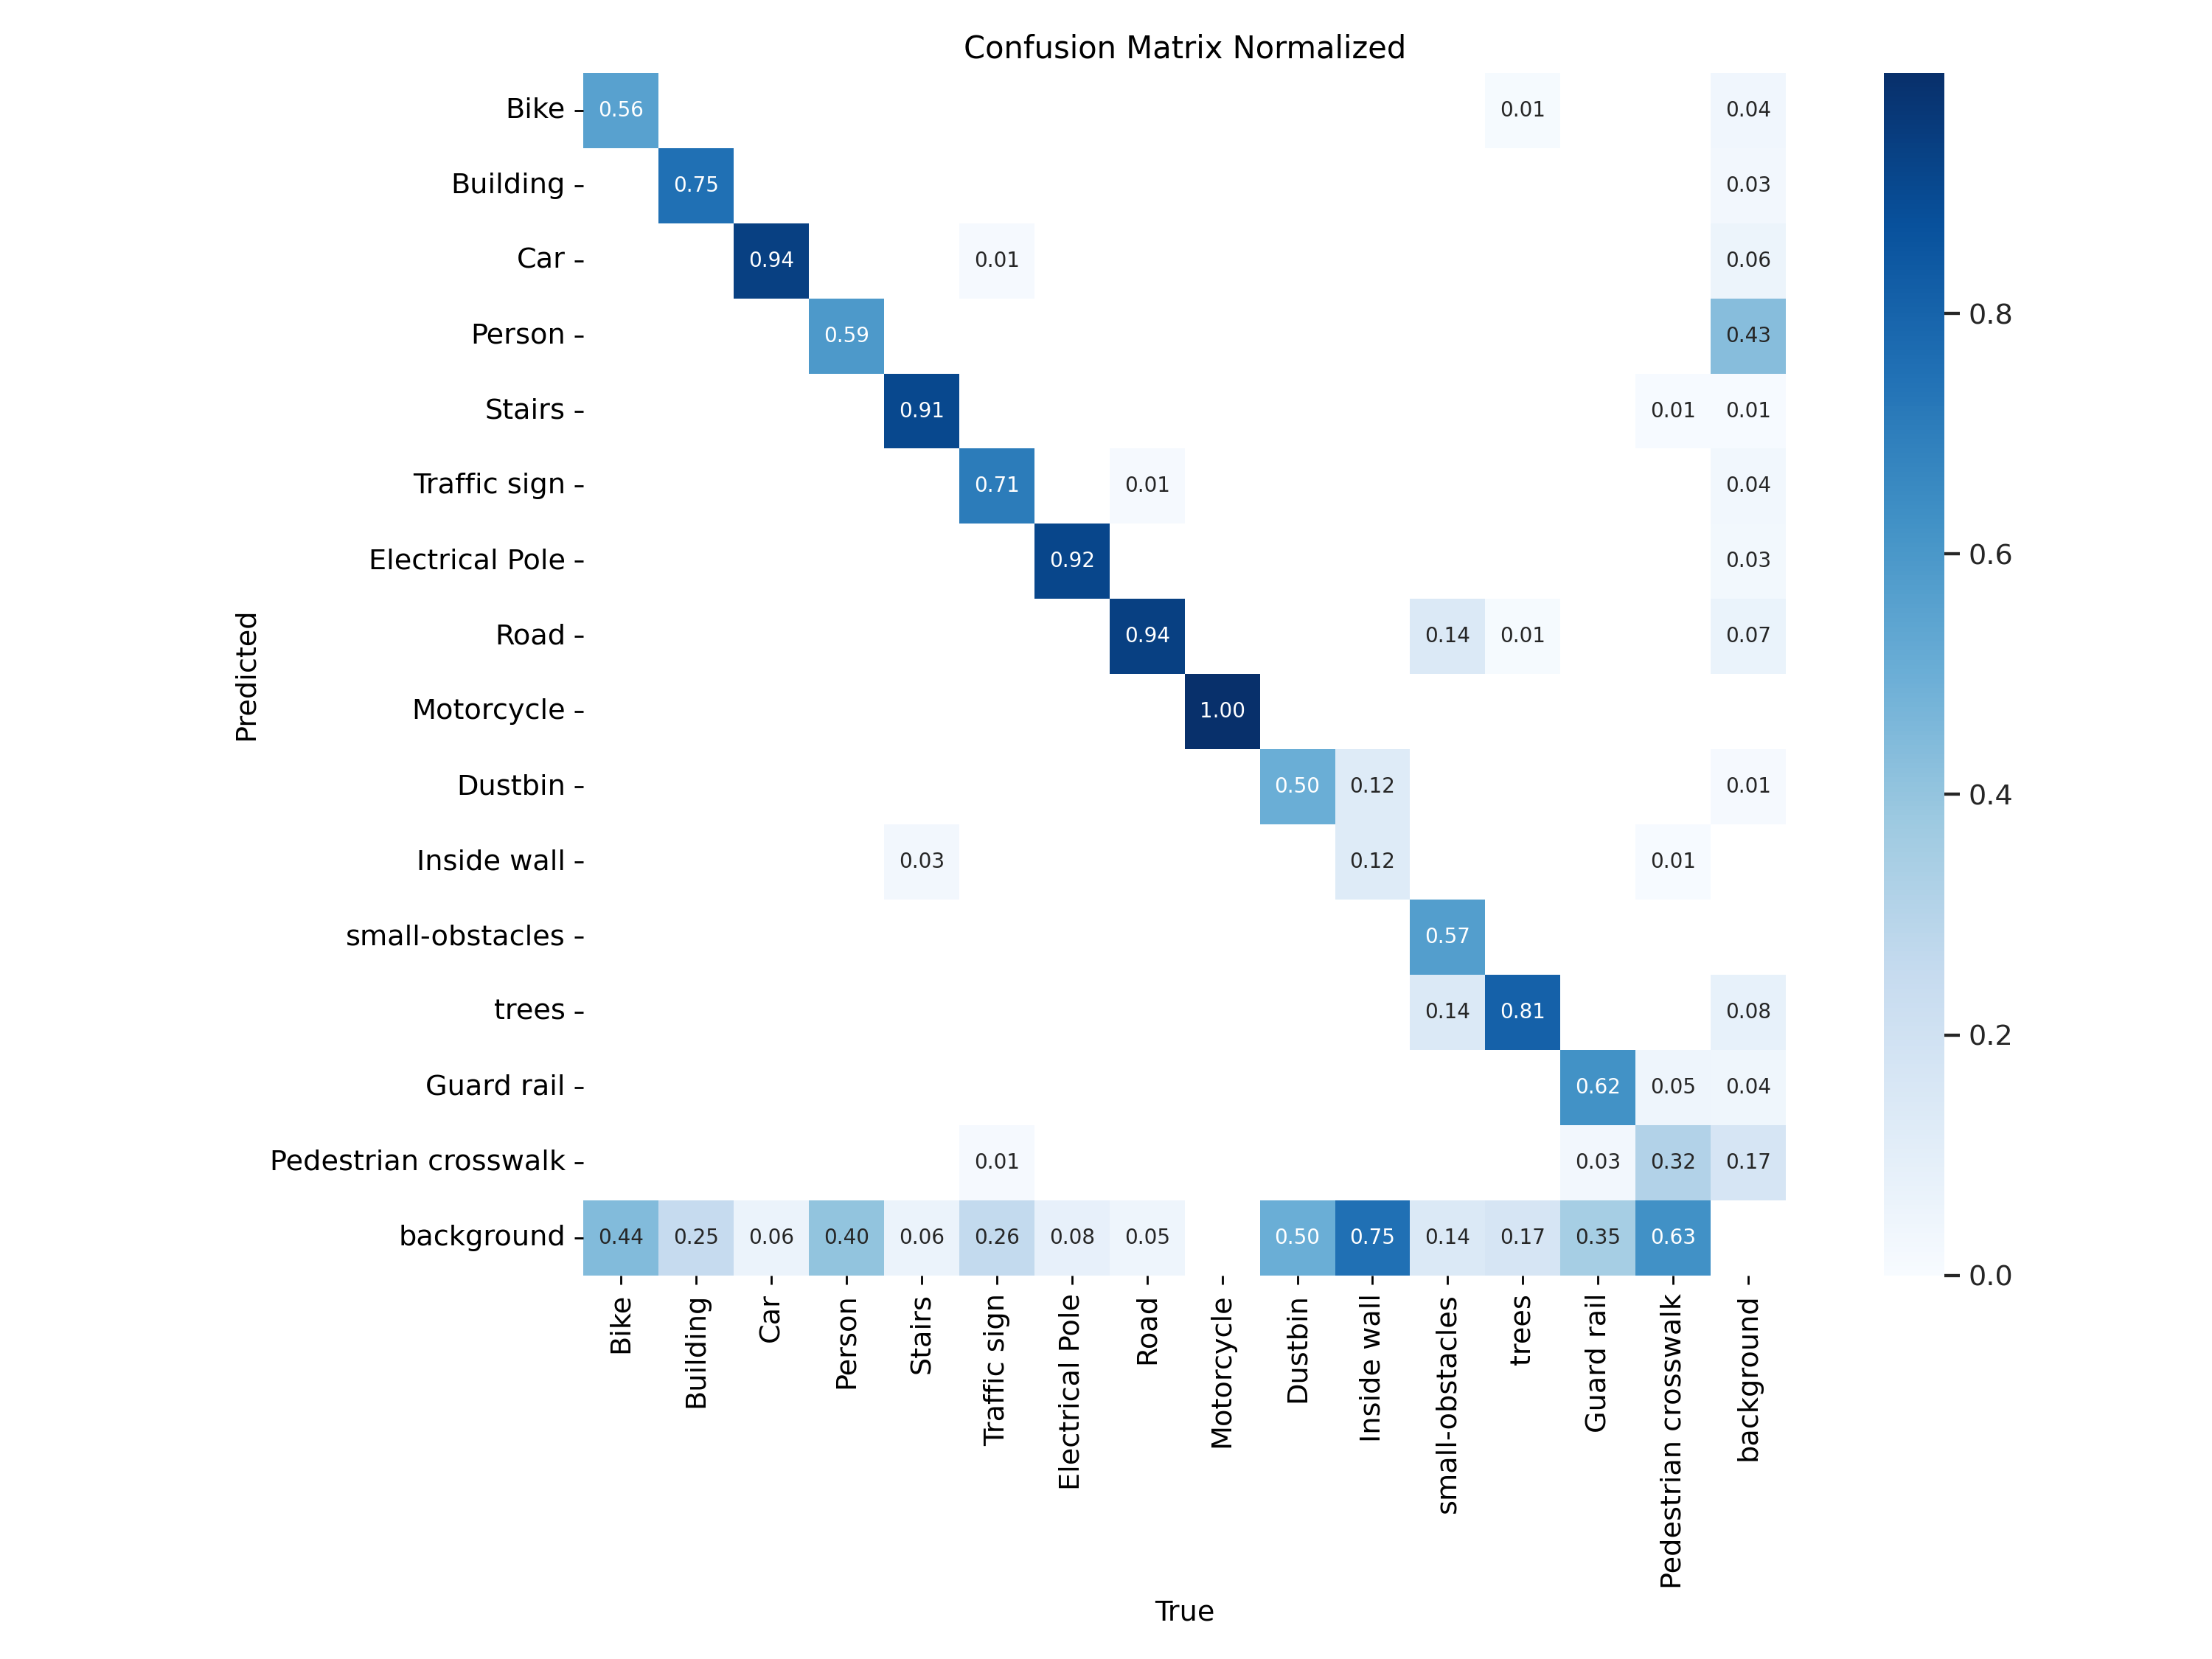 Confusion Matrix Normalized
Bike 0.56 0.01 0.04
Building 0.75 0.03
Car 0.94 0.01 0.06
Person 0.59 0.43
Stairs 0.91 0.01 0.01
Traffic sign 0.71 0.01 0.04
Electrical Pole 0.92 0.03
Road 0.94 0.14 0.01 0.07
Motorcycle 1.00
Dustbin 0.50 0.12 0.01
Inside wall 0.03 0.12 0.01
small-obstacles 0.57
trees 0.14 0.81 0.08
Guard rail 0.62 0.05 0.04
Pedestrian crosswalk 0.01 0.03 0.32 0.17
background 0.44 0.25 0.06 0.40 0.06 0.26 0.08 0.05 0.50 0.75 0.14 0.17 0.35 0.63
Predicted
Bike
Building
Car
Person
Stairs
Traffic sign
Electrical Pole
Road
Motorcycle
Dustbin
Inside wall
small-obstacles
trees
Guard rail
Pedestrian crosswalk
background
True
0.8
0.6
0.4
0.2
0.0